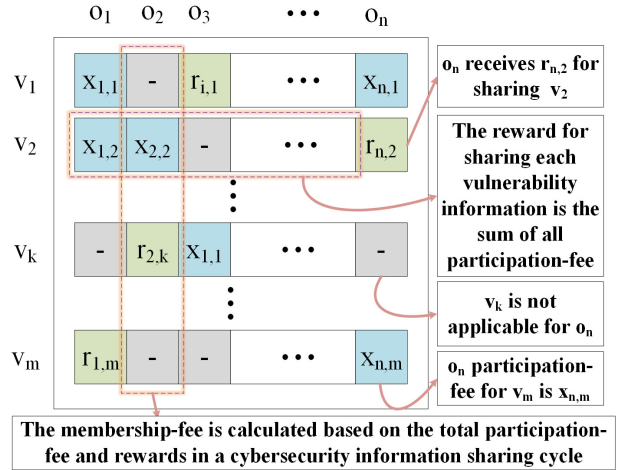 o1 o2 o3 ••• on
v1 x1,1 - ri,1 ••• xn,1
on receives rn,2 for
sharing v2
v2 x1,2 x2,2 - ••• rn,2
The reward for
sharing each
vulnerability
information is the
sum of all
participation-fee
vk - r2,k x1,1 ••• -
vk is not
applicable for on
vm r1,m - - ••• xn,m
on participation-
fee for vm is xn,m
The membership-fee is calculated based on the total participation-
fee and rewards in a cybersecurity information sharing cycle